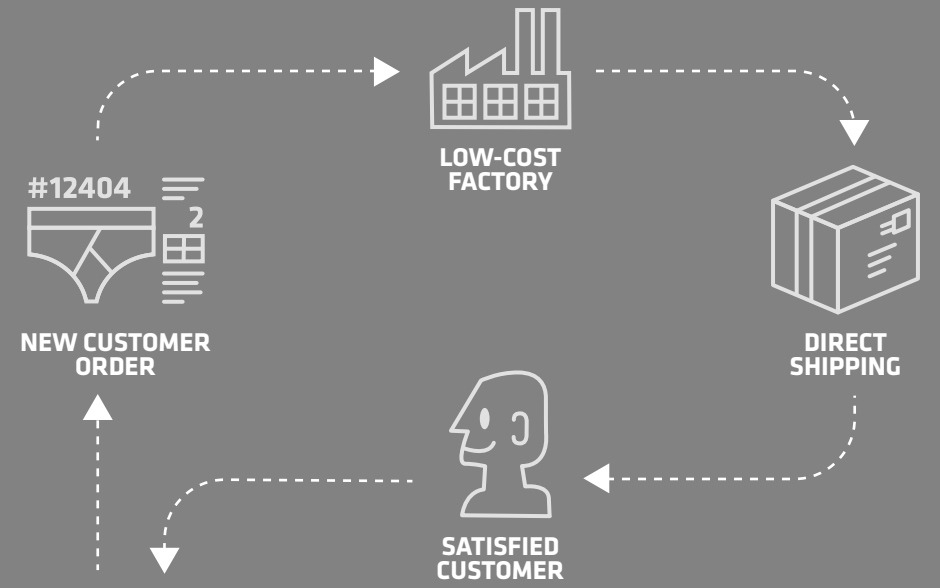 LOW-COST
FACTORY
#12404
2
NEW CUSTOMER
ORDER
DIRECT
SHIPPING
SATISFIED
CUSTOMER